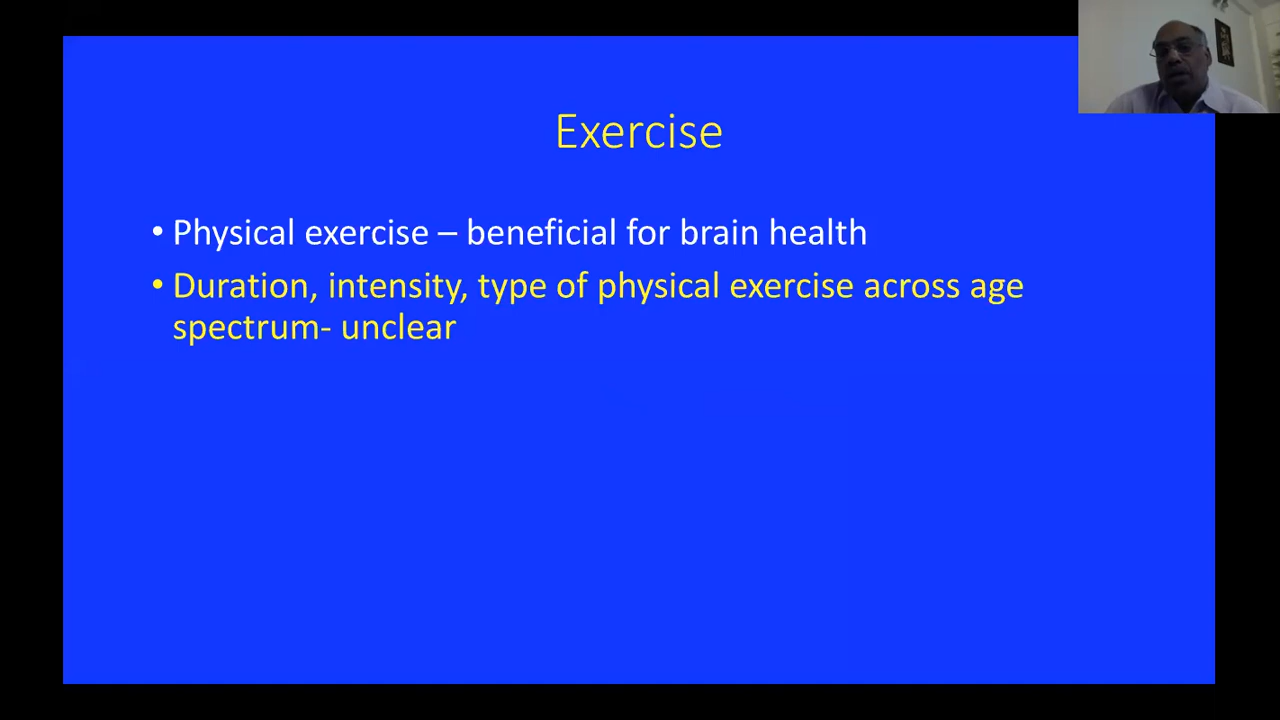 Exercise
• Physical exercise – beneficial for brain health
• Duration, intensity, type of physical exercise across age
spectrum- unclear